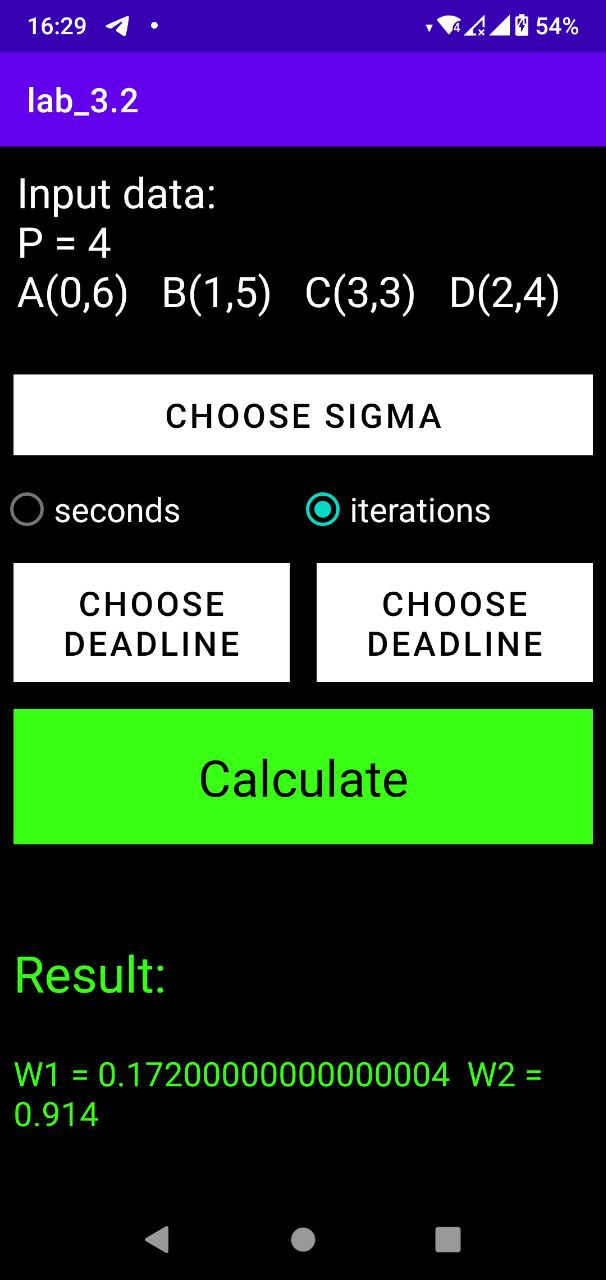 16:29 54%
lab_3.2
Input data:
P = 4
A(0,6) B(1,5) C(3,3) D(2,4)
CHOOSE SIGMA
seconds iterations
CHOOSE CHOOSE
DEADLINE DEADLINE
Calculate
Result:
W1 = 0.17200000000000004 W2 =
0.914